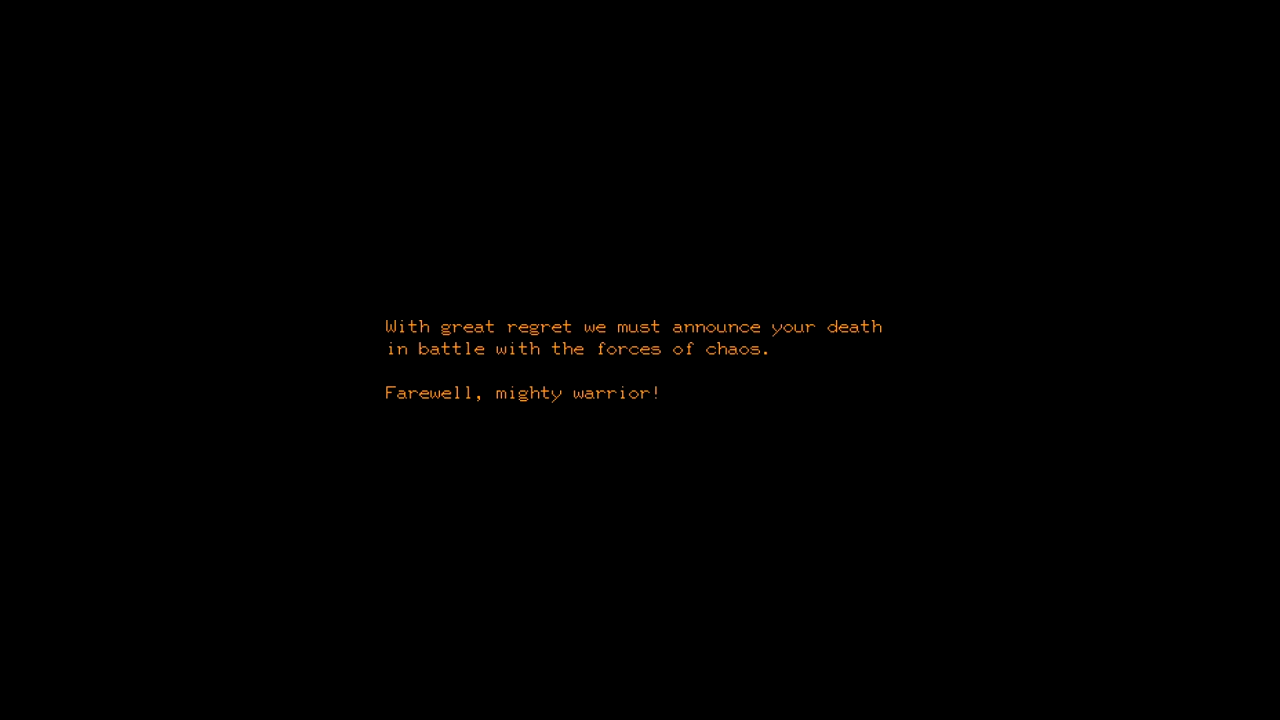 With great regret we must announce your death
in battle with the forces of chaos.
Farewell, mighty warrior!